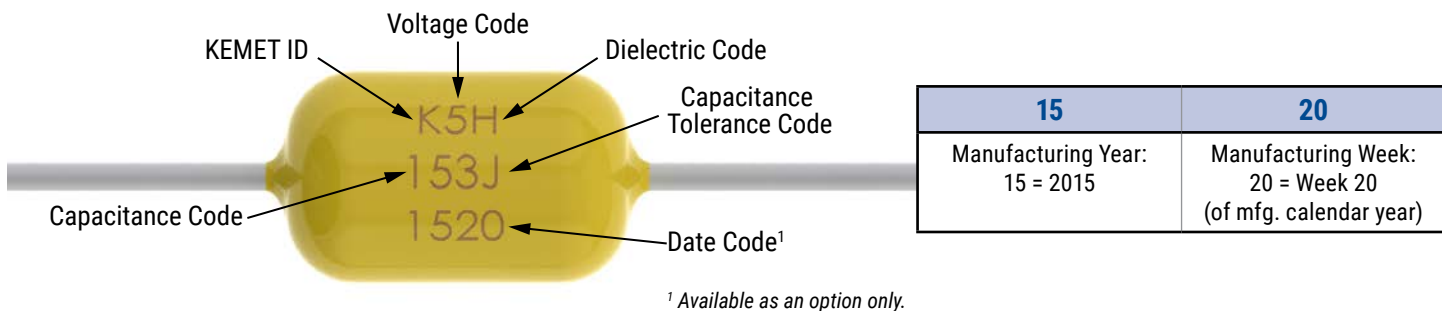 Voltage Code
KEMET ID
Dielectric Code
Capacitance
Tolerance Code
K5H
153J
1520
Capacitance Code
Date Code¹
¹ Available as an option only.
15
20
Manufacturing Year:
15 = 2015
Manufacturing Week:
20 = Week 20
(of mfg. calendar year)